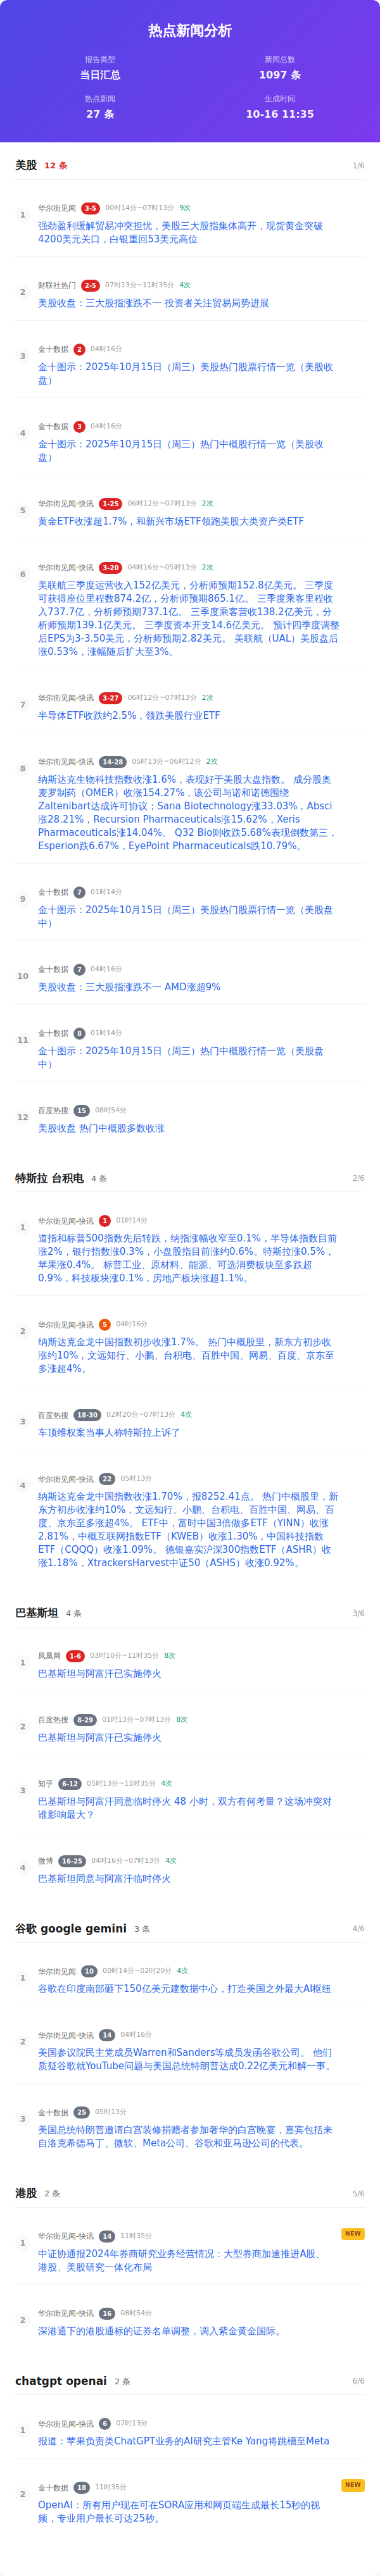 热点新闻分析
报告类型
当日汇总
新闻总数
1097 条
热点新闻
27 条
生成时间
10-16 11:35
美股 12 条 1/6
1
华尔街见闻 3-5 00时14分~07时13分 9次
强劲盈利缓解贸易冲突担忧，美股三大股指集体高开，现货黄金突破
4200美元关口，白银重回53美元高位
2
财联社热门 2-5 07时13分~11时35分 4次
美股收盘：三大股指涨跌不一 投资者关注贸易局势进展
3
金十数据 2 04时16分
金十图示：2025年10月15日（周三）美股热门股票行情一览（美股收
盘）
4
金十数据 3 04时16分
金十图示：2025年10月15日（周三）热门中概股行情一览（美股收
盘）
5
华尔街见闻-快讯 1-25 06时12分~07时13分 2次
黄金ETF收涨超1.7%，和新兴市场ETF领跑美股大类资产类ETF
6
华尔街见闻-快讯 3-20 04时16分~05时13分 2次
美联航三季度运营收入152亿美元，分析师预期152.8亿美元。 三季度
可获得座位里程数874.2亿，分析师预期865.1亿。 三季度乘客里程收
入737.7亿，分析师预期737.1亿。 三季度乘客营收138.2亿美元，分
析师预期139.1亿美元。 三季度资本开支14.6亿美元。 预计四季度调整
后EPS为3-3.50美元，分析师预期2.82美元。 美联航（UAL）美股盘后
涨0.53%，涨幅随后扩大至3%。
7
华尔街见闻-快讯 3-27 06时12分~07时13分 2次
半导体ETF收跌约2.5%，领跌美股行业ETF
8
华尔街见闻-快讯 14-28 05时13分~06时12分 2次
纳斯达克生物科技指数收涨1.6%，表现好于美股大盘指数。 成分股奥
麦罗制药（OMER）收涨154.27%，该公司与诺和诺德围绕
Zaltenibart达成许可协议；Sana Biotechnology涨33.03%，Absci
涨28.21%，Recursion Pharmaceuticals涨15.62%，Xeris
Pharmaceuticals涨14.04%。 Q32 Bio则收跌5.68%表现倒数第三，
Esperion跌6.67%，EyePoint Pharmaceuticals跌10.79%。
9
金十数据 7 01时14分
金十图示：2025年10月15日（周三）美股热门股票行情一览（美股盘
中）
10
金十数据 7 04时16分
美股收盘：三大股指涨跌不一 AMD涨超9%
11
金十数据 8 01时14分
金十图示：2025年10月15日（周三）热门中概股行情一览（美股盘
中）
12
百度热搜 15 08时54分
美股收盘 热门中概股多数收涨
特斯拉 台积电 4 条 2/6
1
华尔街见闻-快讯 1 01时14分
道指和标普500指数先后转跌，纳指涨幅收窄至0.1%，半导体指数目前
涨2%，银行指数涨0.3%，小盘股指目前涨约0.6%。特斯拉涨0.5%，
苹果涨0.4%。 标普工业、原材料、能源、可选消费板块至多跌超
0.9%，科技板块涨0.1%，房地产板块涨超1.1%。
2
华尔街见闻-快讯 5 04时16分
纳斯达克金龙中国指数初步收涨1.7%。 热门中概股里，新东方初步收
涨约10%，文远知行、小鹏、台积电、百胜中国、网易、百度、京东至
多涨超4%。
3
百度热搜 18-30 02时20分~07时13分 4次
车顶维权案当事人称特斯拉上诉了
4
华尔街见闻-快讯 22 05时13分
纳斯达克金龙中国指数收涨1.70%，报8252.41点。 热门中概股里，新
东方初步收涨约10%，文远知行、小鹏、台积电、百胜中国、网易、百
度、京东至多涨超4%。 ETF中，富时中国3倍做多ETF（YINN）收涨
2.81%，中概互联网指数ETF（KWEB）收涨1.30%，中国科技指数
ETF（CQQQ）收涨1.09%。 德银嘉实沪深300指数ETF（ASHR）收
涨1.18%，XtrackersHarvest中证50（ASHS）收涨0.92%。
巴基斯坦 4 条 3/6
1
凤凰网 1-6 03时10分~11时35分 8次
巴基斯坦与阿富汗已实施停火
2
百度热搜 8-29 01时13分~07时13分 8次
巴基斯坦与阿富汗已实施停火
3
知乎 6-12 05时13分~11时35分 4次
巴基斯坦与阿富汗同意临时停火 48 小时，双方有何考量？这场冲突对
谁影响最大？
4
微博 16-25 04时16分~07时13分 4次
巴基斯坦同意与阿富汗临时停火
谷歌 google gemini 3 条 4/6
1
华尔街见闻 10 00时14分~02时20分 4次
谷歌在印度南部砸下150亿美元建数据中心，打造美国之外最大AI枢纽
2
华尔街见闻-快讯 14 04时16分
美国参议院民主党成员Warren和Sanders等成员发函谷歌公司。 他们
质疑谷歌就YouTube问题与美国总统特朗普达成0.22亿美元和解一事。
3
金十数据 25 05时13分
美国总统特朗普邀请白宫装修捐赠者参加奢华的白宫晚宴，嘉宾包括来
自洛克希德马丁、微软、Meta公司、谷歌和亚马逊公司的代表。
港股 2 条 5/6
1
华尔街见闻-快讯 14 11时35分 NEW
中证协通报2024年券商研究业务经营情况：大型券商加速推进A股、
港股、美股研究一体化布局
2
华尔街见闻-快讯 16 08时54分
深港通下的港股通标的证券名单调整，调入紫金黄金国际。
chatgpt openai 2 条 6/6
1
华尔街见闻-快讯 6 07时13分
报道：苹果负责类ChatGPT业务的AI研究主管Ke Yang将跳槽至Meta
2
金十数据 18 11时35分 NEW
OpenAI：所有用户现在可在SORA应用和网页端生成最长15秒的视
频，专业用户最长可达25秒。